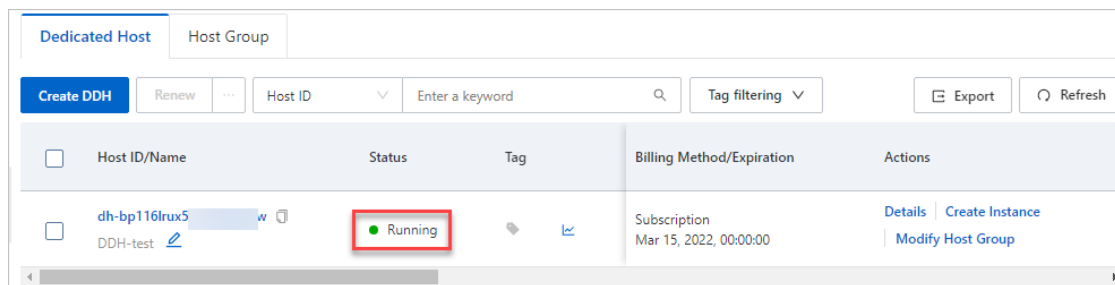 Dedicated Host
Host Group
Create DDH
Renew
···
Host ID
Enter a keyword
Tag filtering
Export
Refresh
Host ID/Name
Status
Tag
Billing Method/Expiration
Actions
dh-bp116lrux5 w
DDH-test
Running
Subscription
Mar 15, 2022, 00:00:00
Details
Create Instance
Modify Host Group